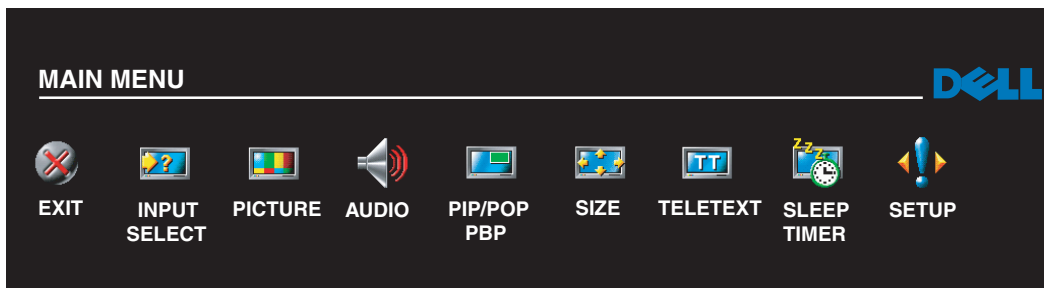 MAIN MENU
DELL
? TT Z Z Z
EXIT INPUT PICTURE AUDIO PIP/POP SIZE TELETEXT SLEEP SETUP
SELECT PBP TIMER